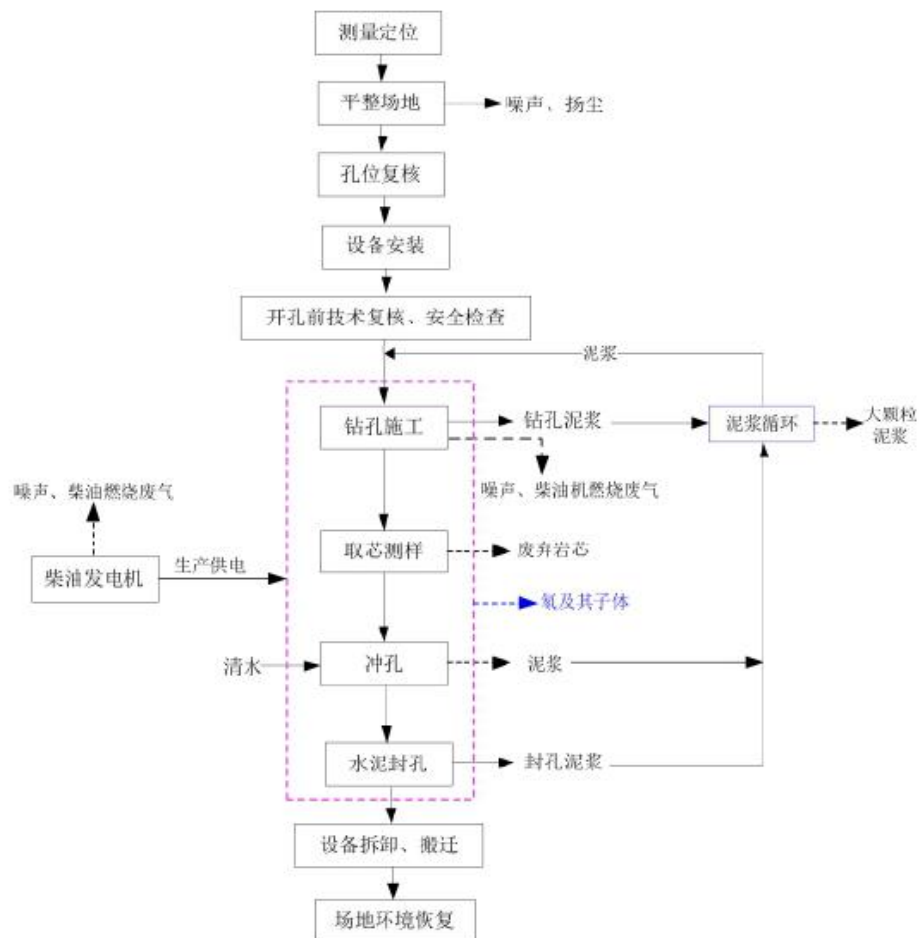 测量定位
平整场地
噪声、扬尘
孔位复核
设备安装
开孔前技术复核、安全检查
泥浆
钻孔施工
钻孔泥浆
泥浆循环
大颗粒
泥浆
噪声、柴油机燃烧废气
噪声、柴油燃烧废气
取芯测样
废弃岩芯
柴油发电机
生产供电
氡及其子体
清水
冲孔
泥浆
水泥封孔
封孔泥浆
设备拆卸、搬迁
场地环境恢复